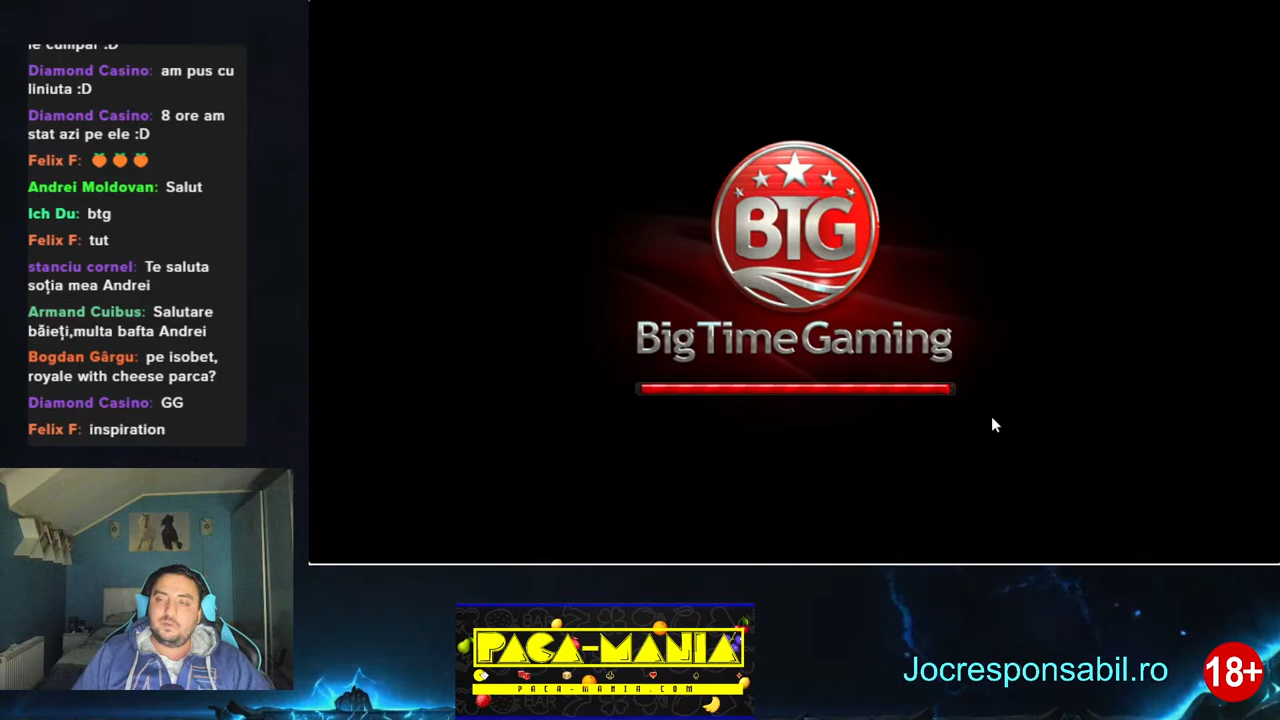 le cumpar :D
Diamond Casino: am pus cu
liniuta :D
Diamond Casino: 8 ore am
stat azi pe ele :D
Felix F: 🍊 🍊 🍊
Andrei Moldovan: Salut
Ich Du: btg
Felix F: tut
stanciu cornel: Te saluta
soția mea Andrei
Armand Cuibus: Salutare
băieți,multa bafta Andrei
Bogdan Gârgu: pe isobet,
royale with cheese parca?
Diamond Casino: GG
Felix F: inspiration
BTG
Big Time Gaming
PACA-MANIA
PACA-MANIA.COM
Jocresponsabil.ro
18+